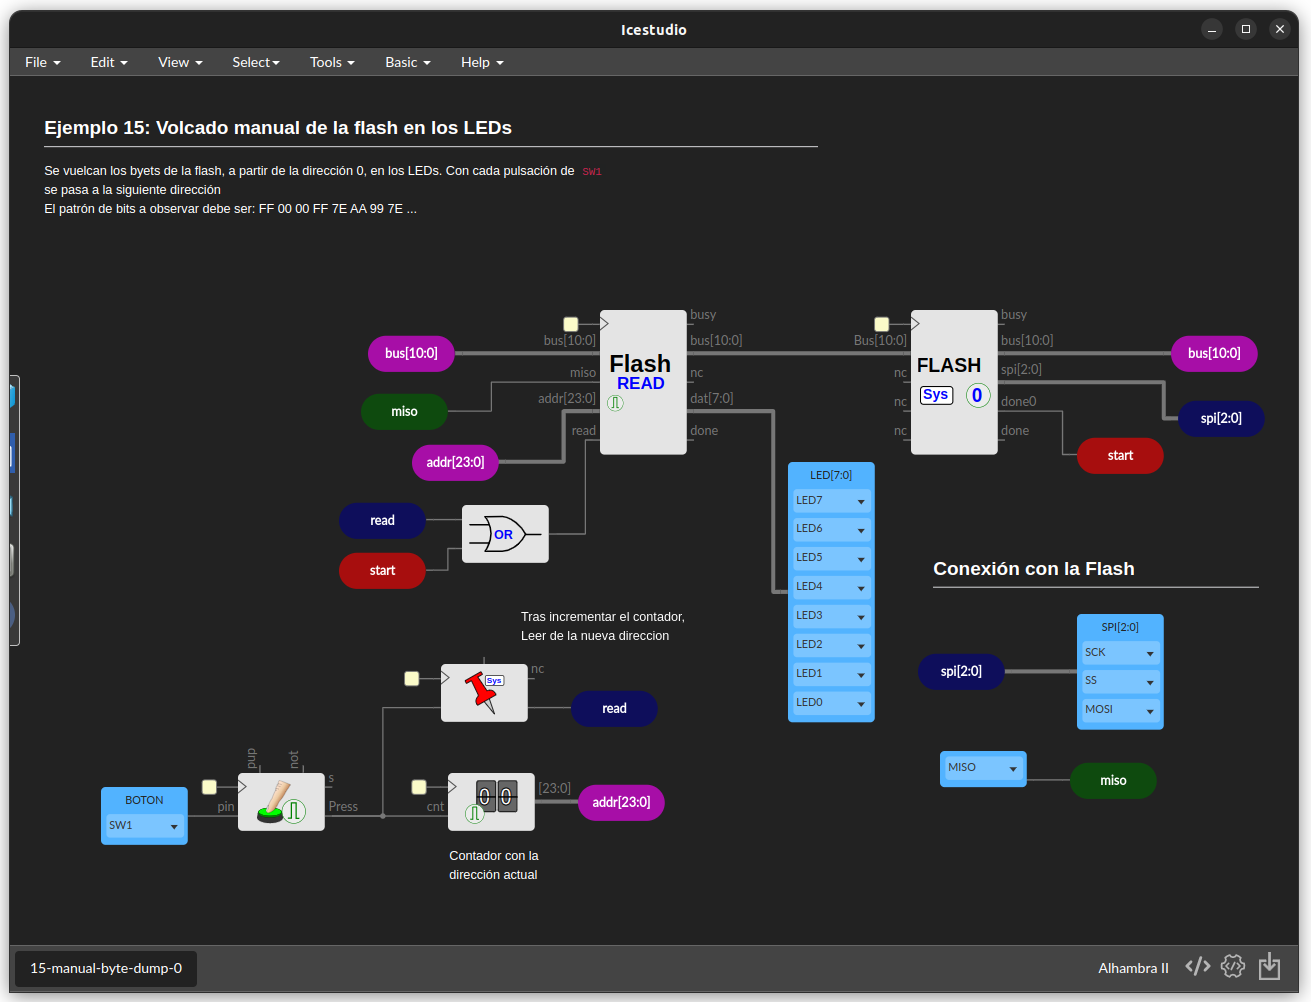 Icestudio
File Edit View Select Tools Basic Help
Ejemplo 15: Volcado manual de la flash en los LEDs
Se vuelcan los byets de la flash, a partir de la dirección 0, en los LEDs. Con cada pulsación de SW1
se pasa a la siguiente dirección
El patrón de bits a observar debe ser: FF 00 00 FF 7E AA 99 7E ...
busy
busy
bus[10:0]
bus[10:0]
bus[10:0]
Bus[10:0]
bus[10:0]
bus[10:0]
Flash
READ
FLASH
Sys 0
miso
miso
nc
nc
spi[2:0]
addr[23:0]
dat[7:0]
nc
done0
spi[2:0]
read
done
nc
done
start
addr[23:0]
read
OR
start
LED[7:0]
LED7
LED6
LED5
LED4
LED3
LED2
LED1
LED0
Conexión con la Flash
SPI[2:0]
SCK
SS
MOSI
spi[2:0]
MISO
miso
Tras incrementar el contador,
Leer de la nueva direccion
nc
Sys
read
pup
not
s
BOTON
SW1
pin
Press
cnt
0 0
[23:0]
addr[23:0]
Contador con la
dirección actual
15-manual-byte-dump-0
Alhambra II